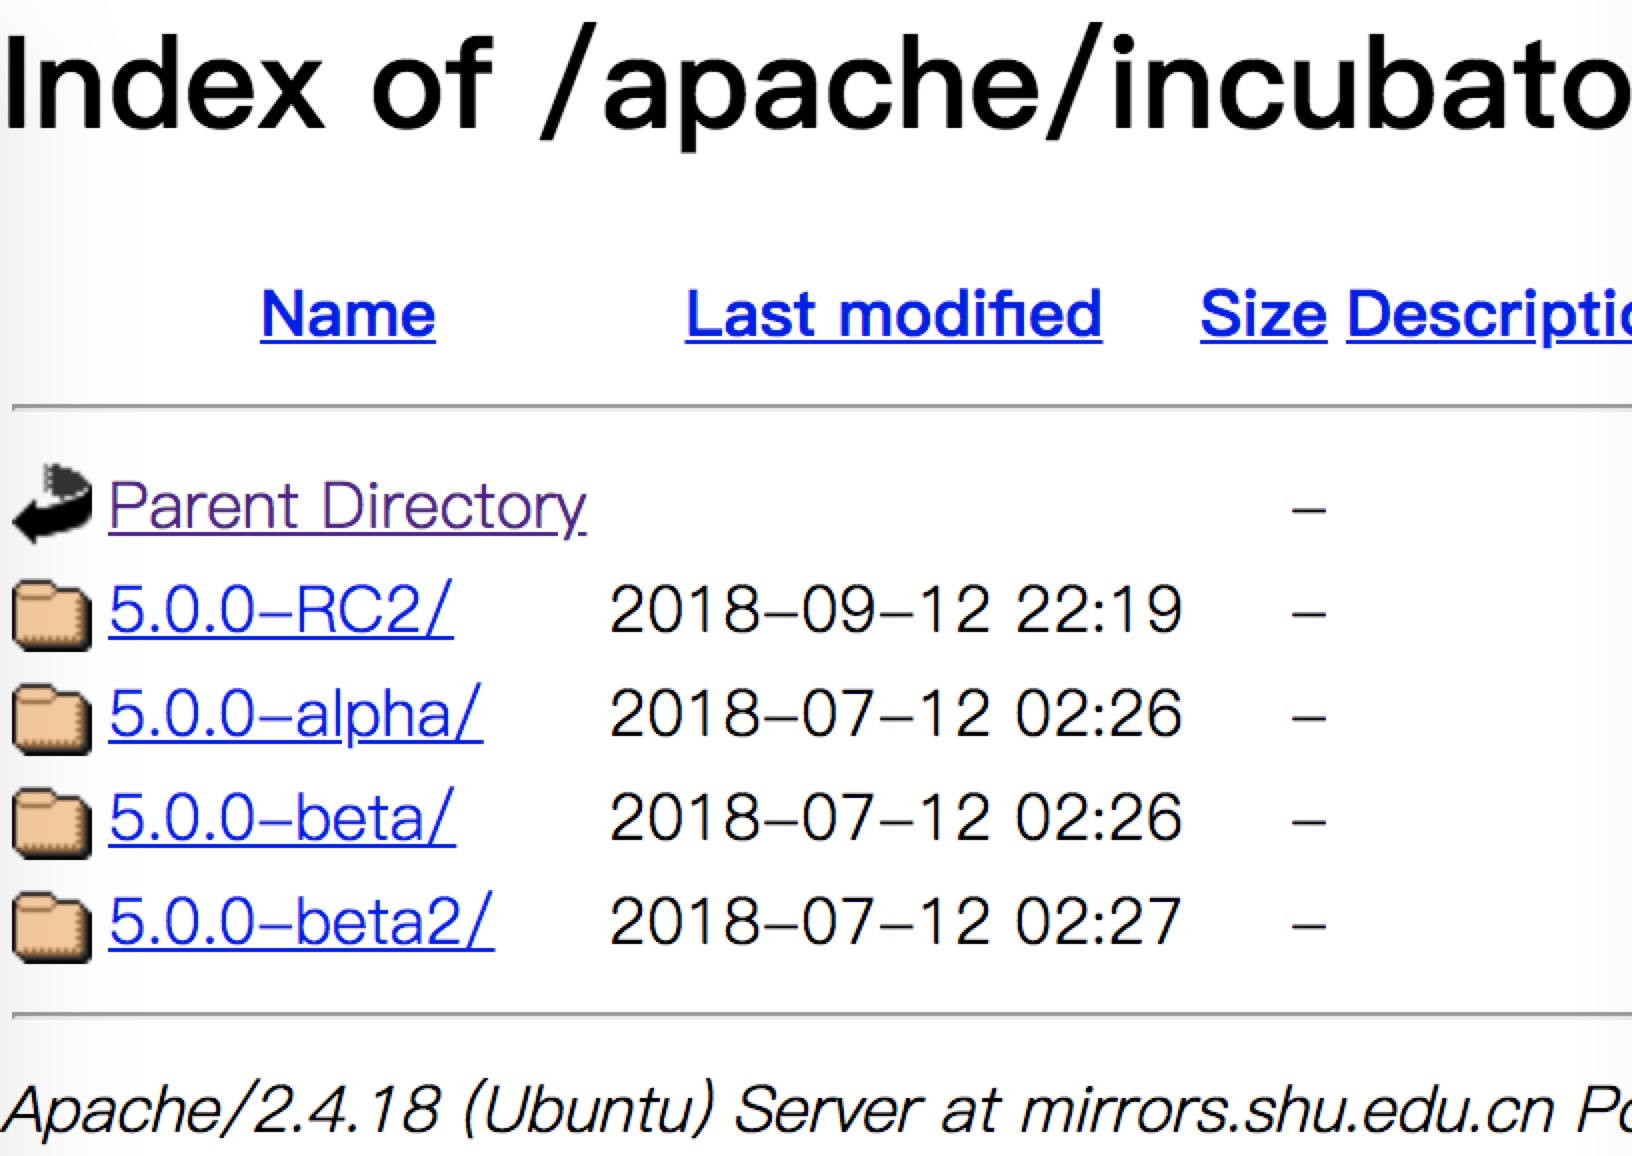 Index of /apache/incubato
Name Last modified Size Descriptio
Parent Directory –
5.0.0–RC2/ 2018–09–12 22:19 –
5.0.0–alpha/ 2018–07–12 02:26 –
5.0.0–beta/ 2018–07–12 02:26 –
5.0.0–beta2/ 2018–07–12 02:27 –
Apache/2.4.18 (Ubuntu) Server at mirrors.shu.edu.cn Po